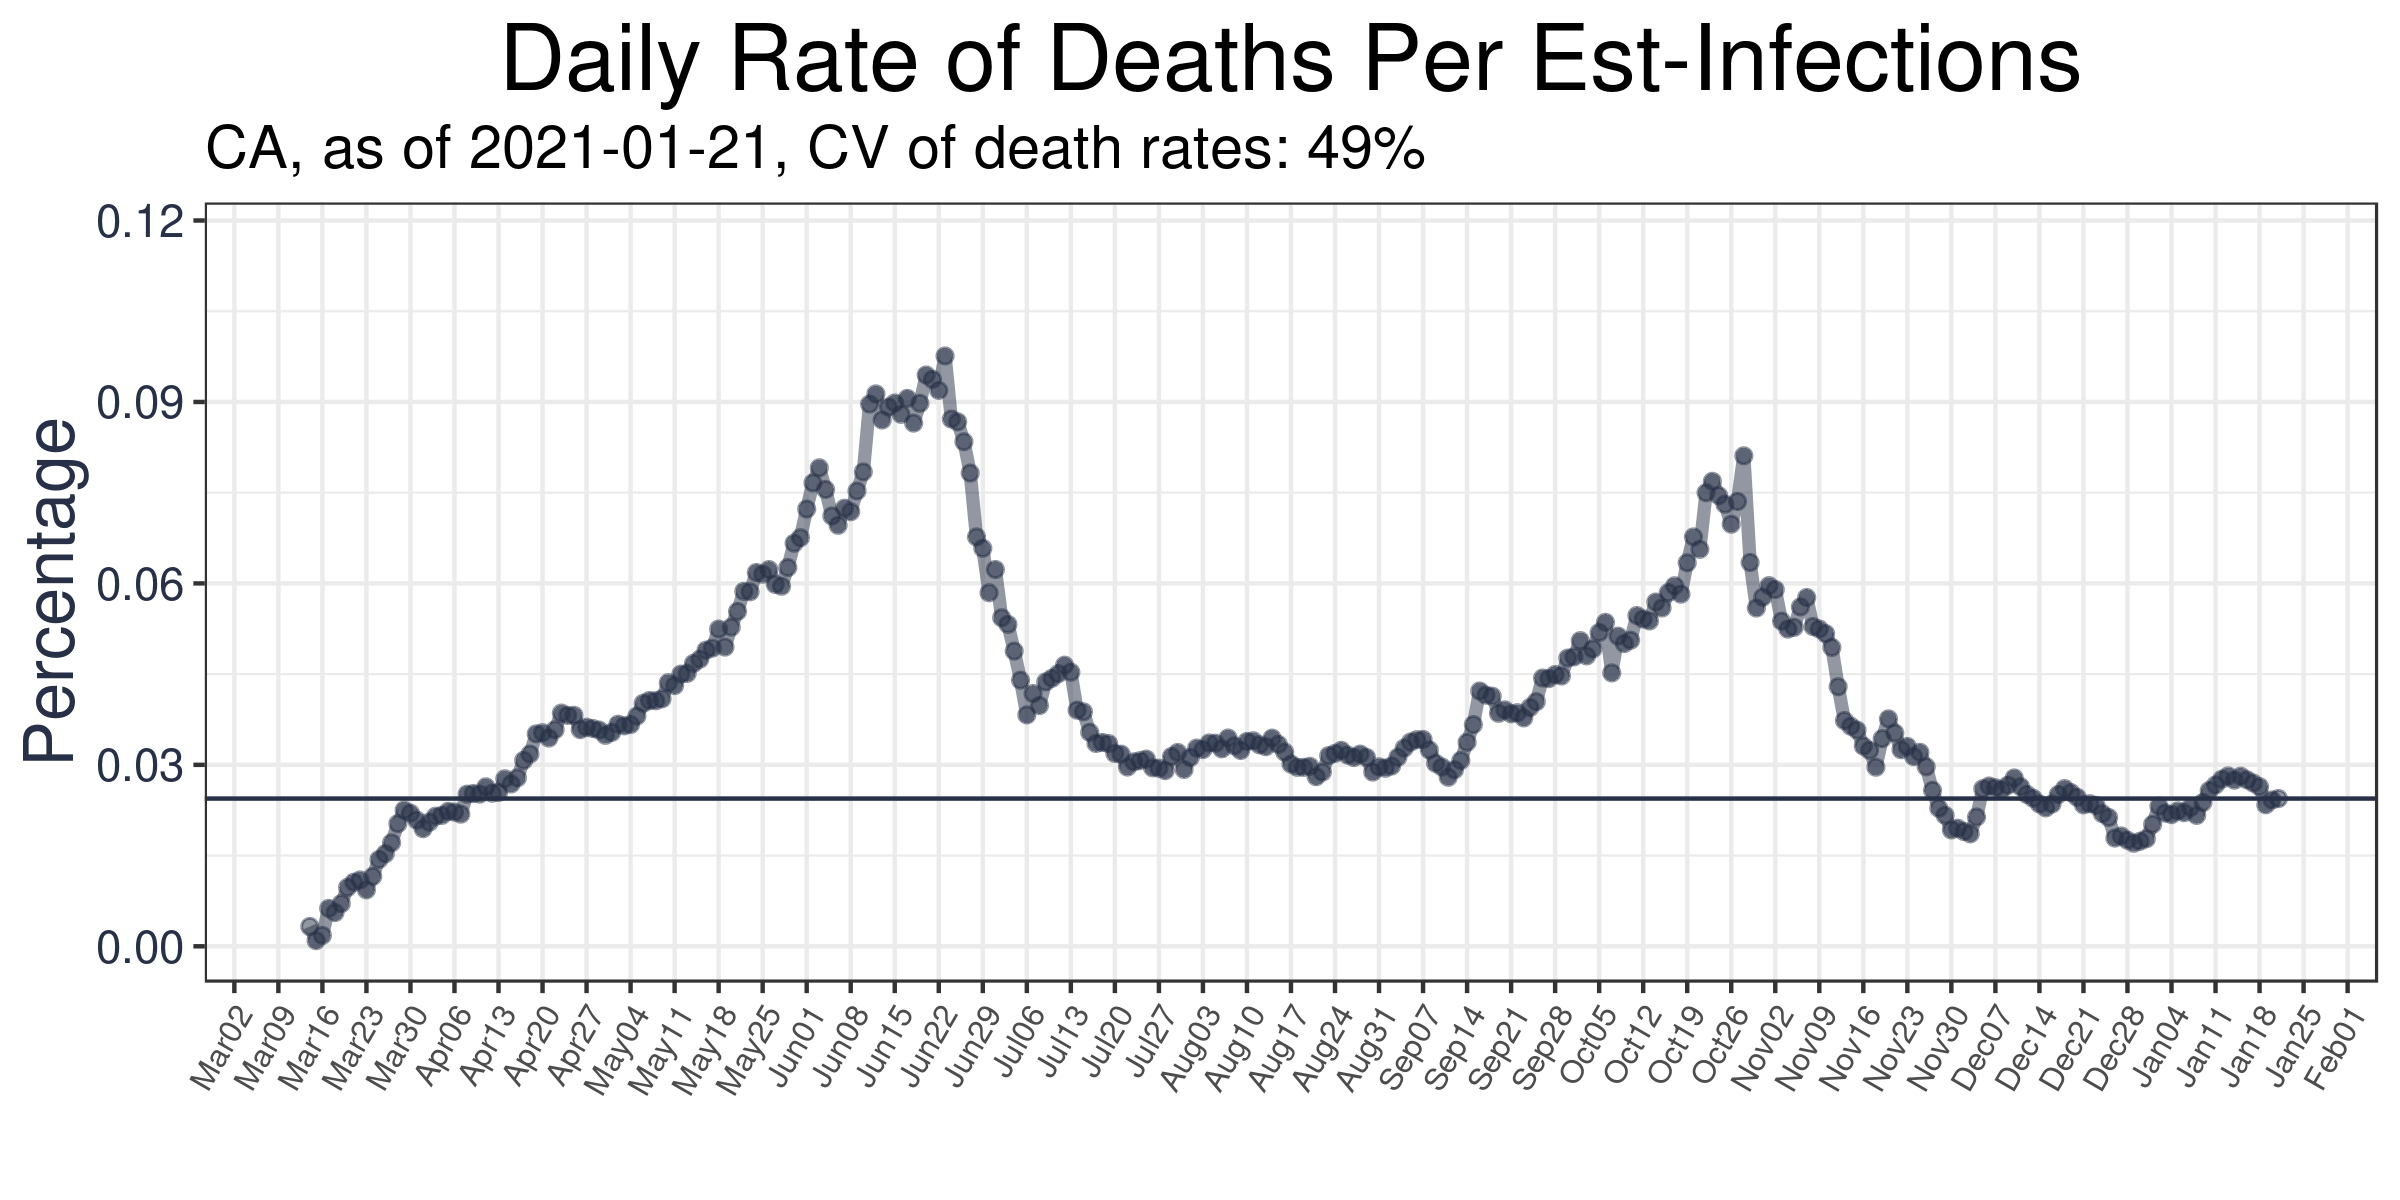 Daily Rate of Deaths Per Est-Infections
CA, as of 2021-01-21, CV of death rates: 49%
Percentage
0.12
0.09
0.06
0.03
0.00
Mar02
Mar09
Mar16
Mar23
Mar30
Apr06
Apr13
Apr20
Apr27
May04
May11
May18
May25
Jun01
Jun08
Jun15
Jun22
Jun29
Jul06
Jul13
Jul20
Jul27
Aug03
Aug10
Aug17
Aug24
Aug31
Sep07
Sep14
Sep21
Sep28
Oct05
Oct12
Oct19
Oct26
Nov02
Nov09
Nov16
Nov23
Nov30
Dec07
Dec14
Dec21
Dec28
Jan04
Jan11
Jan18
Jan25
Feb01